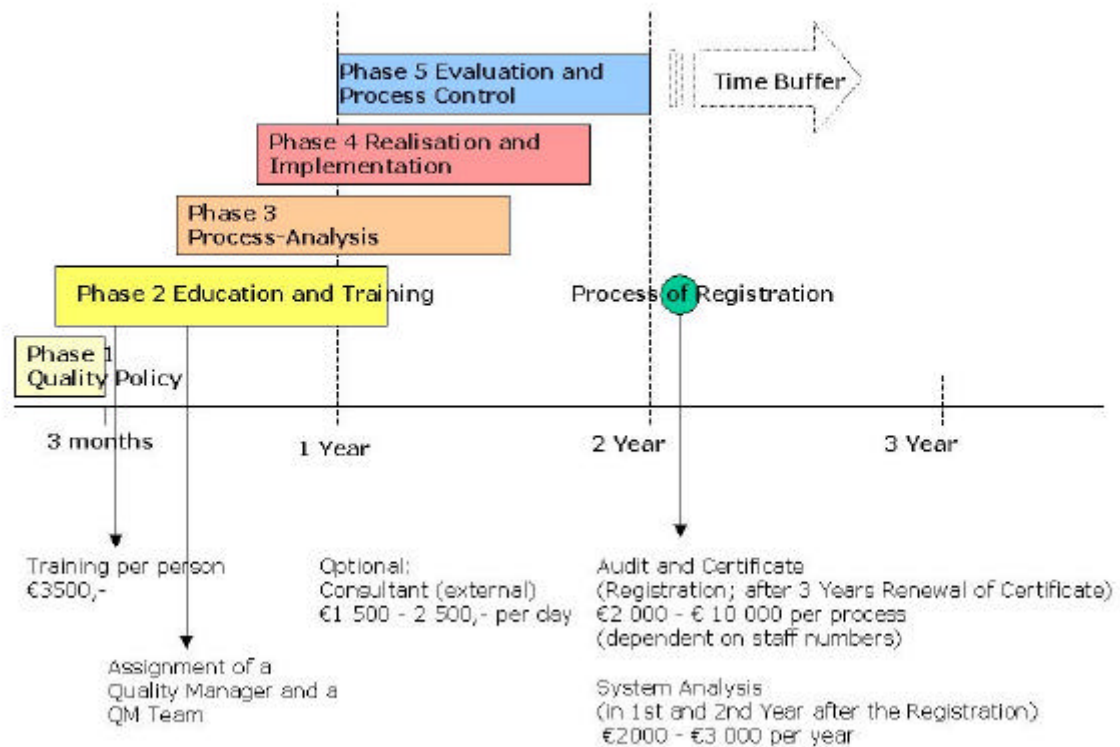 Phase 5 Evaluation and
Process Control
Time Buffer
Phase 4 Realisation and
Implementation
Phase 3
Process-Analysis
Phase 2 Education and Training
Process of Registration
Phase 1
Quality Policy
3 months
1 Year
2 Year
3 Year
Training per person
€3500,-
Optional:
Consultant (external)
€1 500 - 2 500,- per day
Audit and Certificate
(Registration; after 3 Years Renewal of Certificate)
€2 000 - € 10 000 per process
(dependent on staff numbers)
Assignment of a
Quality Manager and a
QM Team
System Analysis
(in 1st and 2nd Year after the Registration)
€2000 - €3 000 per year